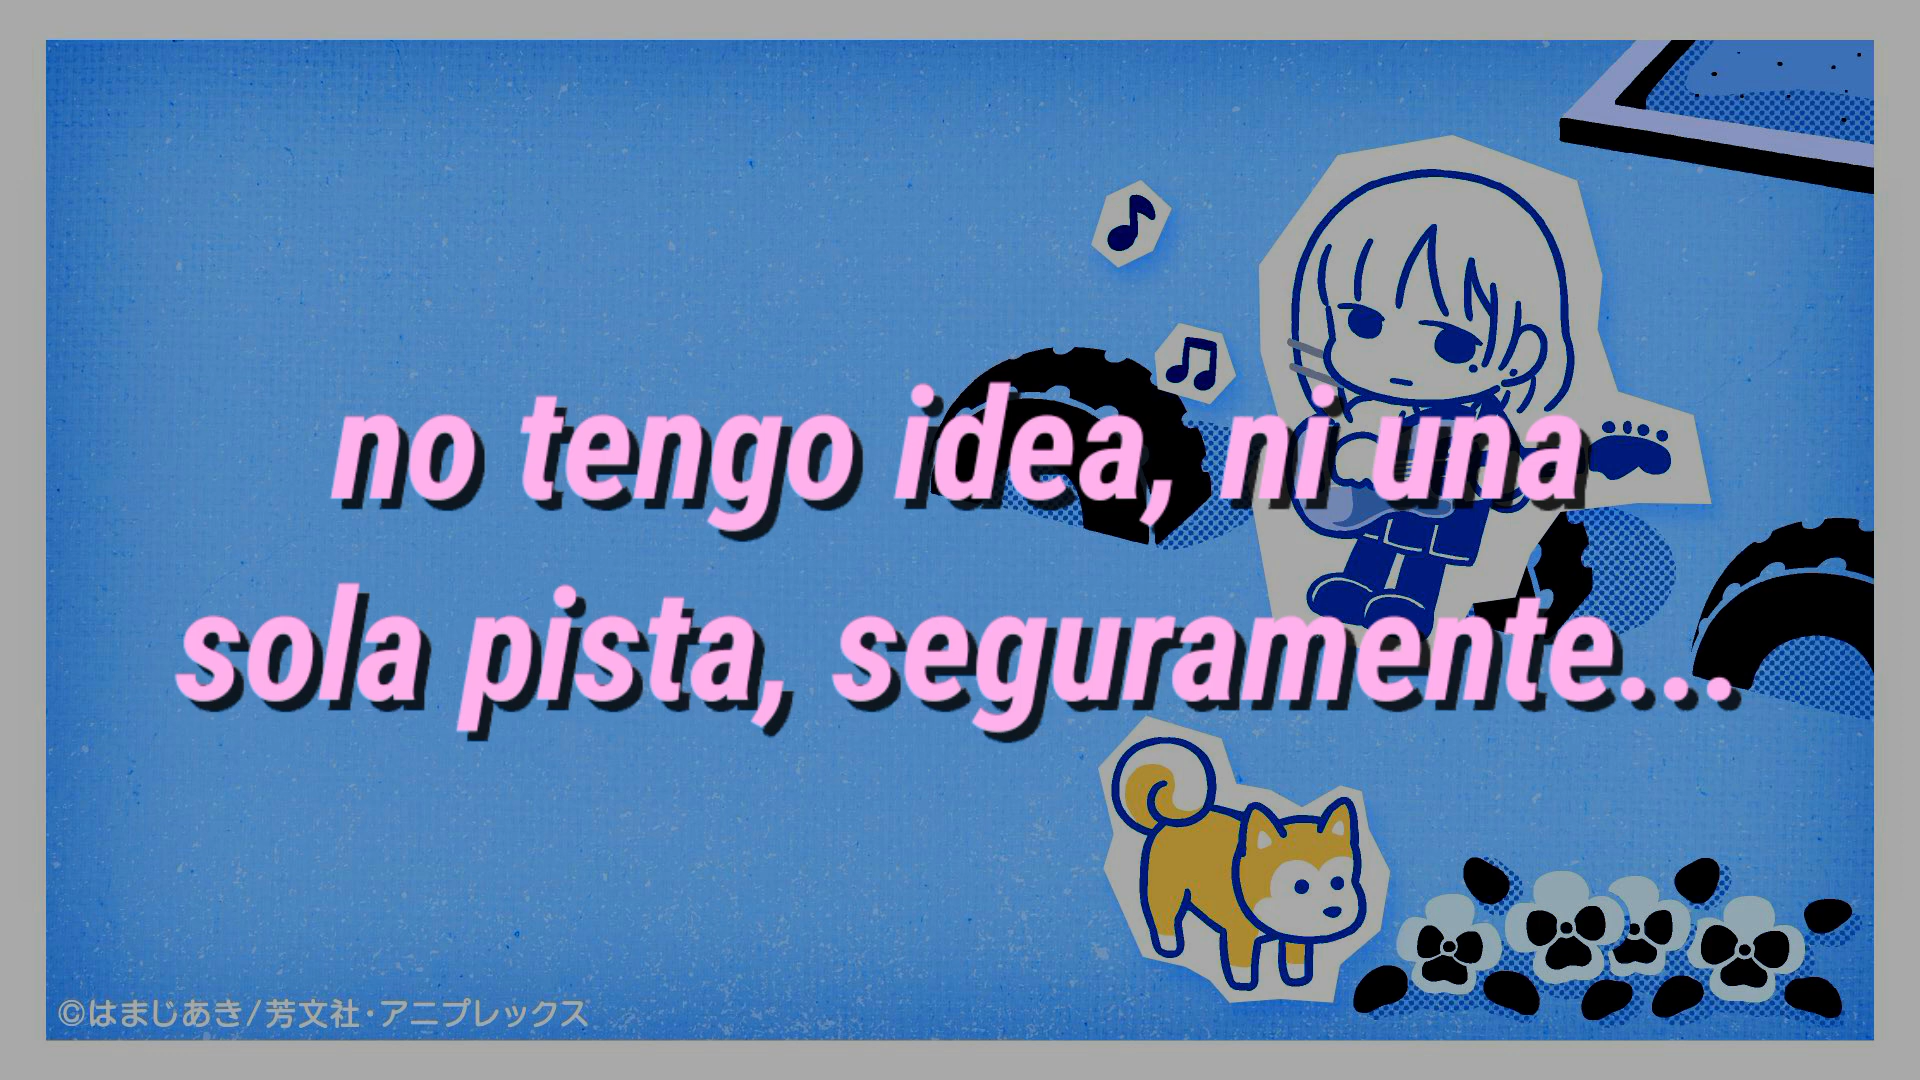 no tengo idea, ni una
sola pista, seguramente...
©はまじあき/芳文社・アニプレックス